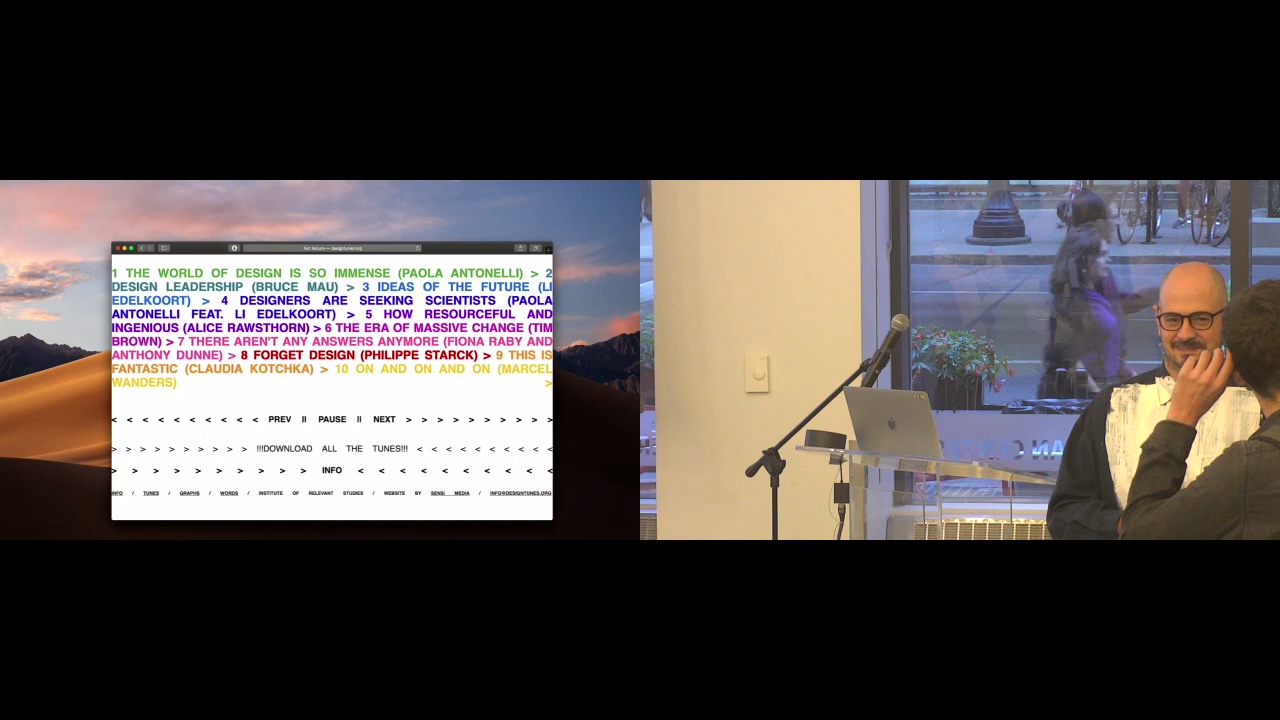 Not Secure — designtunes.org
1 THE WORLD OF DESIGN IS SO IMMENSE (PAOLA ANTONELLI) > 2
DESIGN LEADERSHIP (BRUCE MAU) > 3 IDEAS OF THE FUTURE (LI
EDELKOORT) > 4 DESIGNERS ARE SEEKING SCIENTISTS (PAOLA
ANTONELLI FEAT. LI EDELKOORT) > 5 HOW RESOURCEFUL AND
INGENIOUS (ALICE RAWSTHORN) > 6 THE ERA OF MASSIVE CHANGE (TIM
BROWN) > 7 THERE AREN'T ANY ANSWERS ANYMORE (FIONA RABY AND
ANTHONY DUNNE) > 8 FORGET DESIGN (PHILIPPE STARCK) > 9 THIS IS
FANTASTIC (CLAUDIA KOTCHKA) > 10 ON AND ON AND ON (MARCEL
WANDERS) >
< < < < < < < < < < < PREV || PAUSE || NEXT > > > > > > > > > > >
> > > > > > > > > > !!!DOWNLOAD ALL THE TUNES!!! < < < < < < < < < <
> > > > > > > > > > INFO < < < < < < < < < <
INFO / TUNES / GRAPHS / WORDS / INSTITUTE OF RELEVANT STUDIES / WEBSITE BY SENSI MEDIA / INFO@DESIGNTUNES.ORG